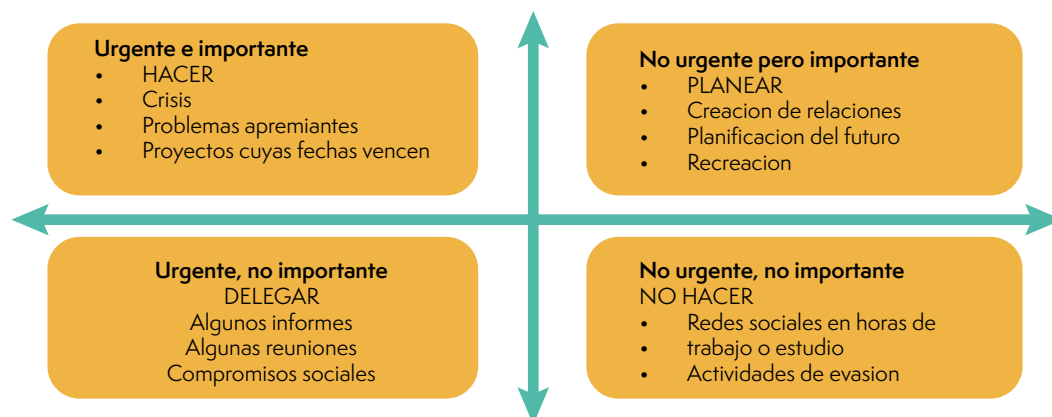 Urgente e importante
• HACER
• Crisis
• Problemas apremiantes
• Proyectos cuyas fechas vencen
No urgente pero importante
• PLANEAR
• Creacion de relaciones
• Planificacion del futuro
• Recreacion
Urgente, no importante
DELEGAR
Algunos informes
Algunas reuniones
Compromisos sociales
No urgente, no importante
NO HACER
• Redes sociales en horas de
• trabajo o estudio
• Actividades de evasion